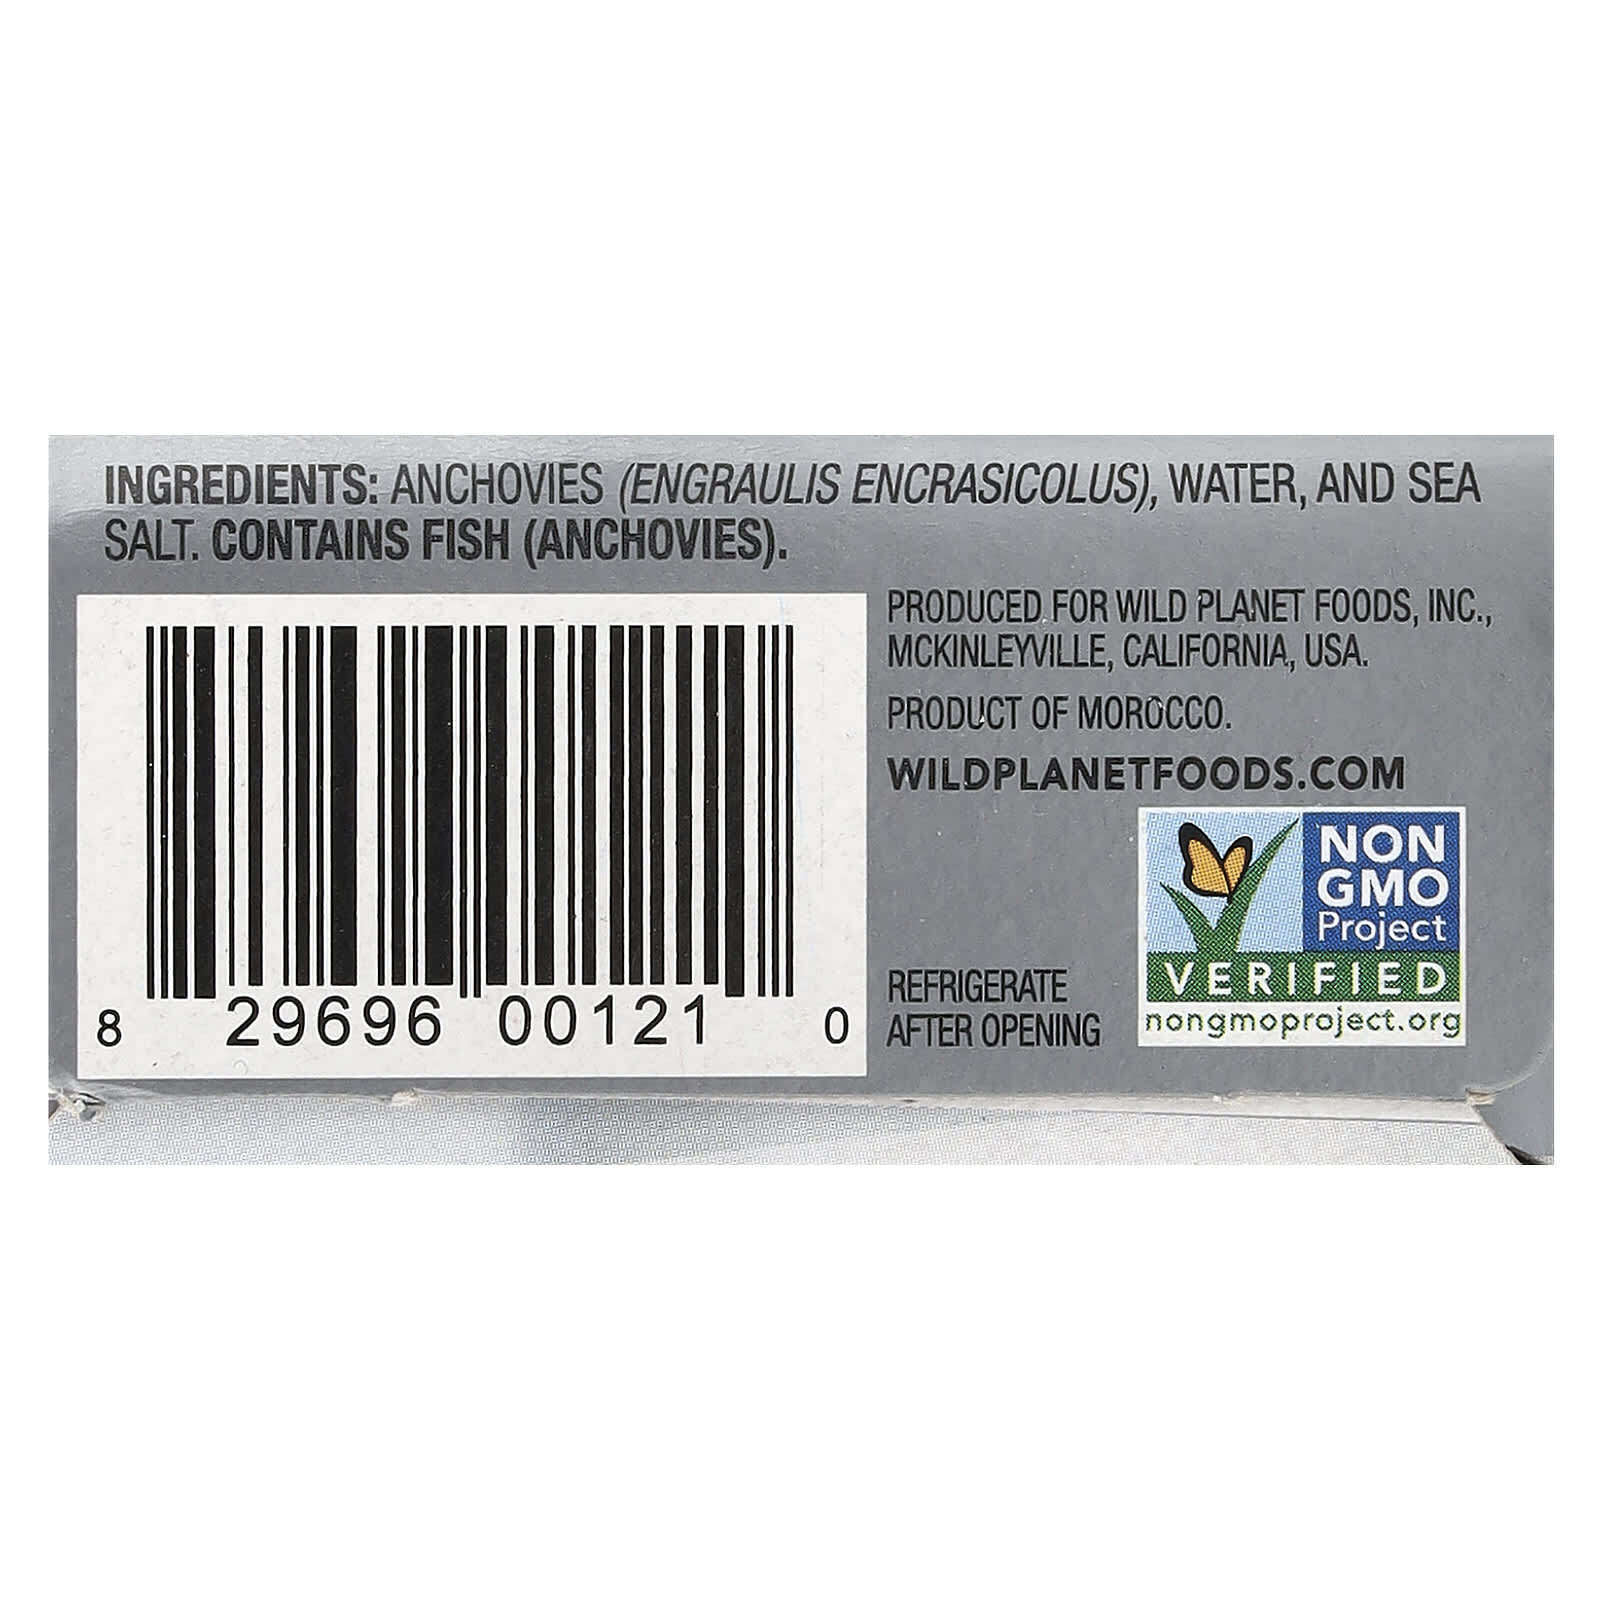 INGREDIENTS: ANCHOVIES (ENGRAULIS ENCRASICOLUS), WATER, AND SEA
SALT. CONTAINS FISH (ANCHOVIES).
PRODUCED FOR WILD PLANET FOODS, INC.,
MCKINLEYVILLE, CALIFORNIA, USA.
PRODUCT OF MOROCCO.
WILDPLANETFOODS.COM
REFRIGERATE
AFTER OPENING
NON
GMO
Project
VERIFIED
nongmoproject.org
8 29696 00121 0